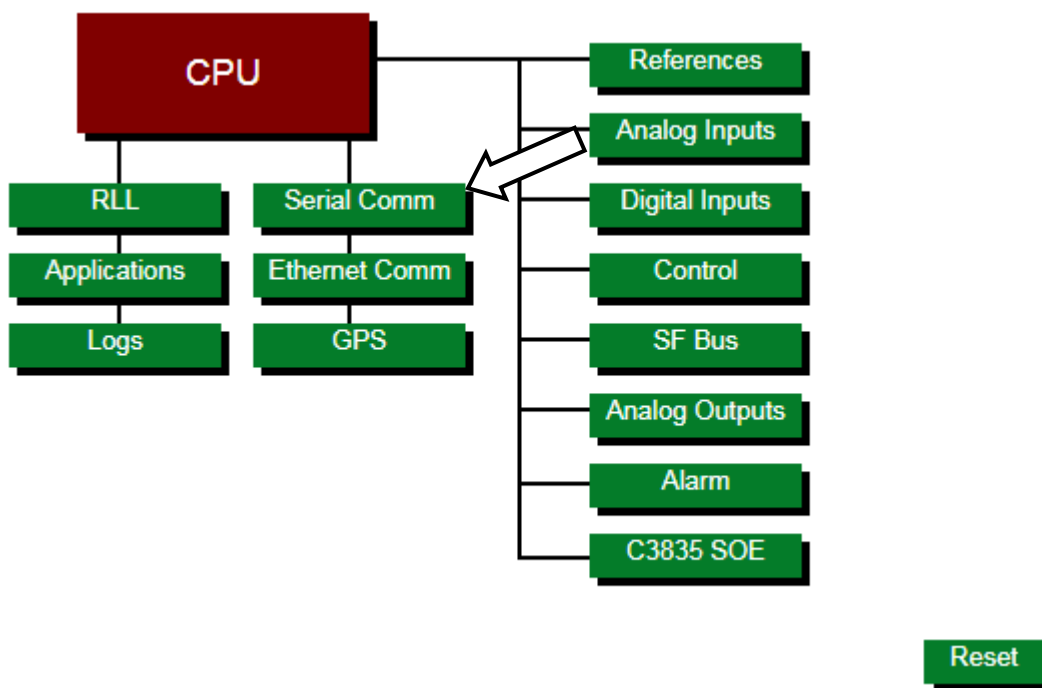 CPU
References
Analog Inputs
RLL
Serial Comm
Digital Inputs
Applications
Ethernet Comm
Control
Logs
GPS
SF Bus
Analog Outputs
Alarm
C3835 SOE
Reset